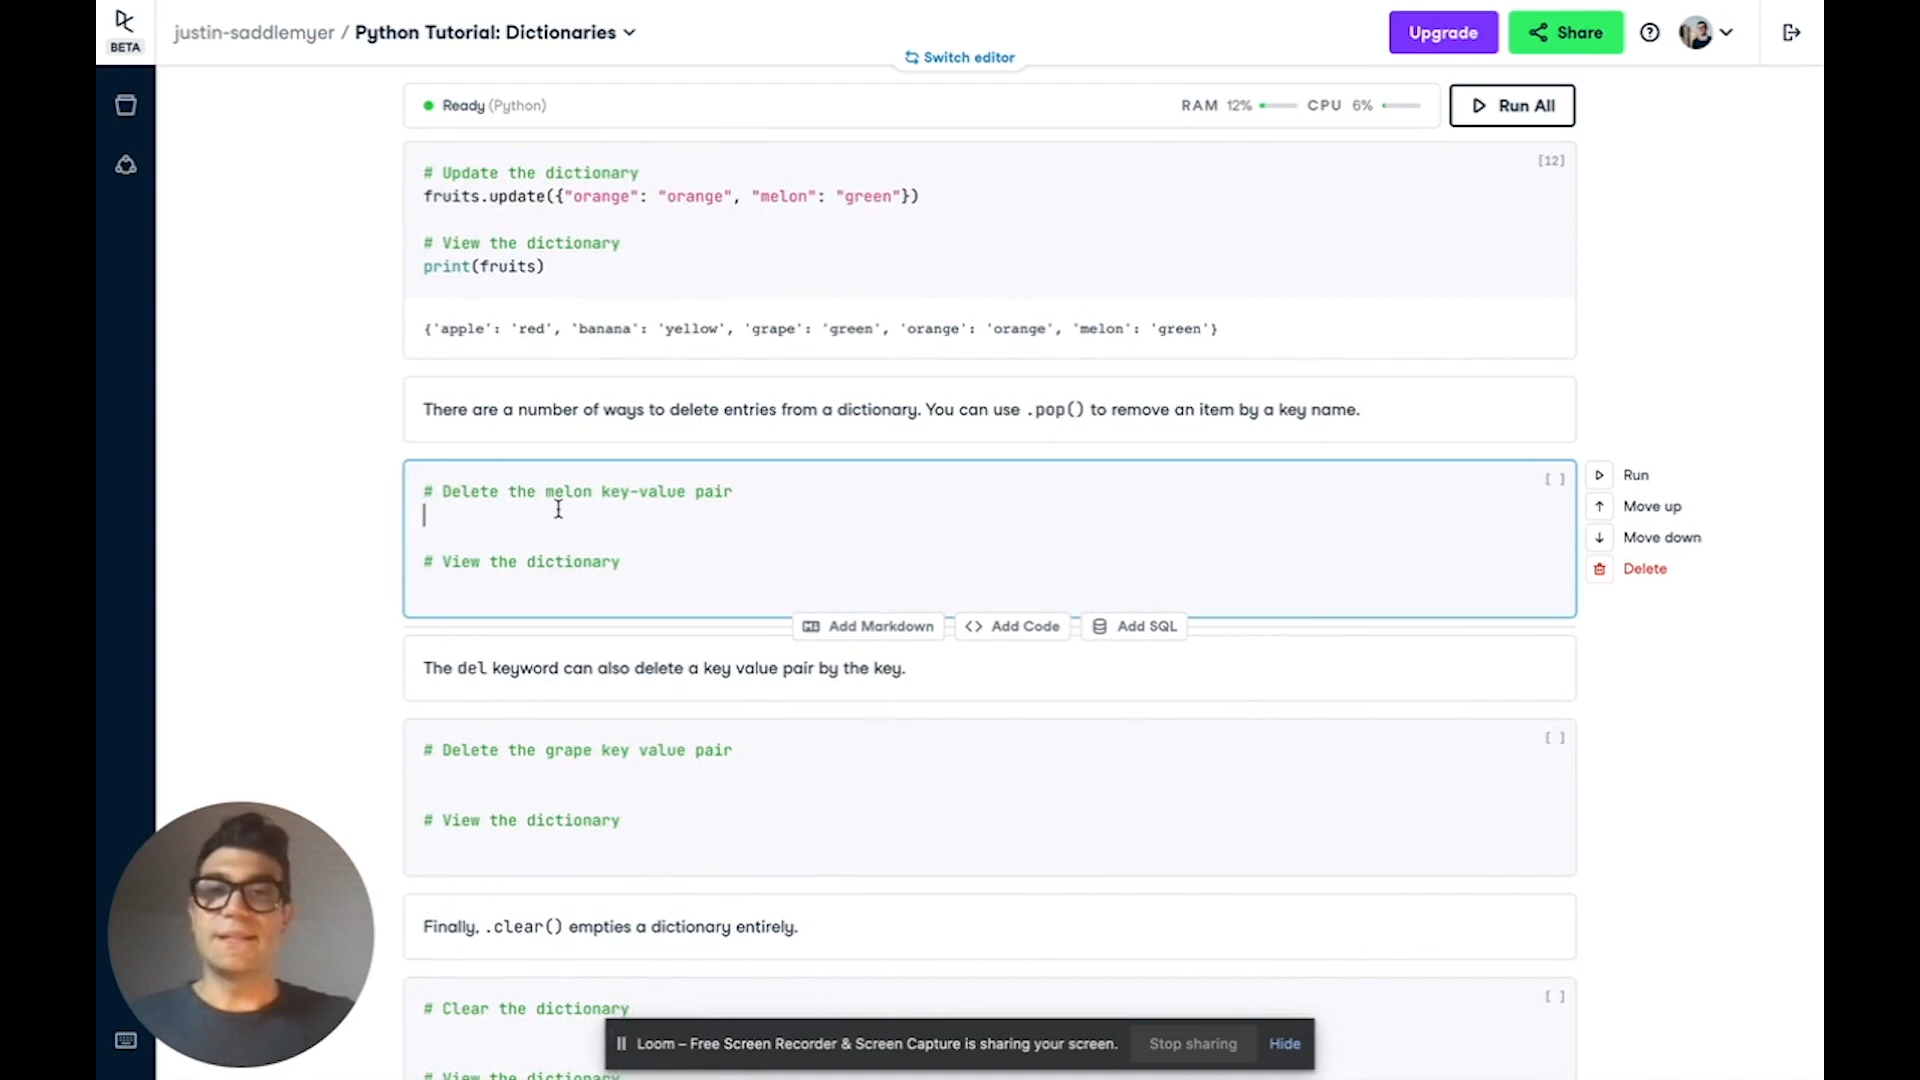 BETA
justin-saddlemyer / Python Tutorial: Dictionaries
Upgrade
Share
Switch editor
Ready (Python)
RAM 12%
CPU 6%
Run All
[12]
# Update the dictionary
fruits.update({"orange": "orange", "melon": "green"})
# View the dictionary
print(fruits)
{'apple': 'red', 'banana': 'yellow', 'grape': 'green', 'orange': 'orange', 'melon': 'green'}
There are a number of ways to delete entries from a dictionary. You can use .pop() to remove an item by a key name.
[ ]
# Delete the melon key-value pair
# View the dictionary
Run
Move up
Move down
Delete
Add Markdown
Add Code
Add SQL
The del keyword can also delete a key value pair by the key.
[ ]
# Delete the grape key value pair
# View the dictionary
Finally, .clear() empties a dictionary entirely.
[ ]
# Clear the dictionary
# View the dictionary
Loom – Free Screen Recorder & Screen Capture is sharing your screen.
Stop sharing
Hide